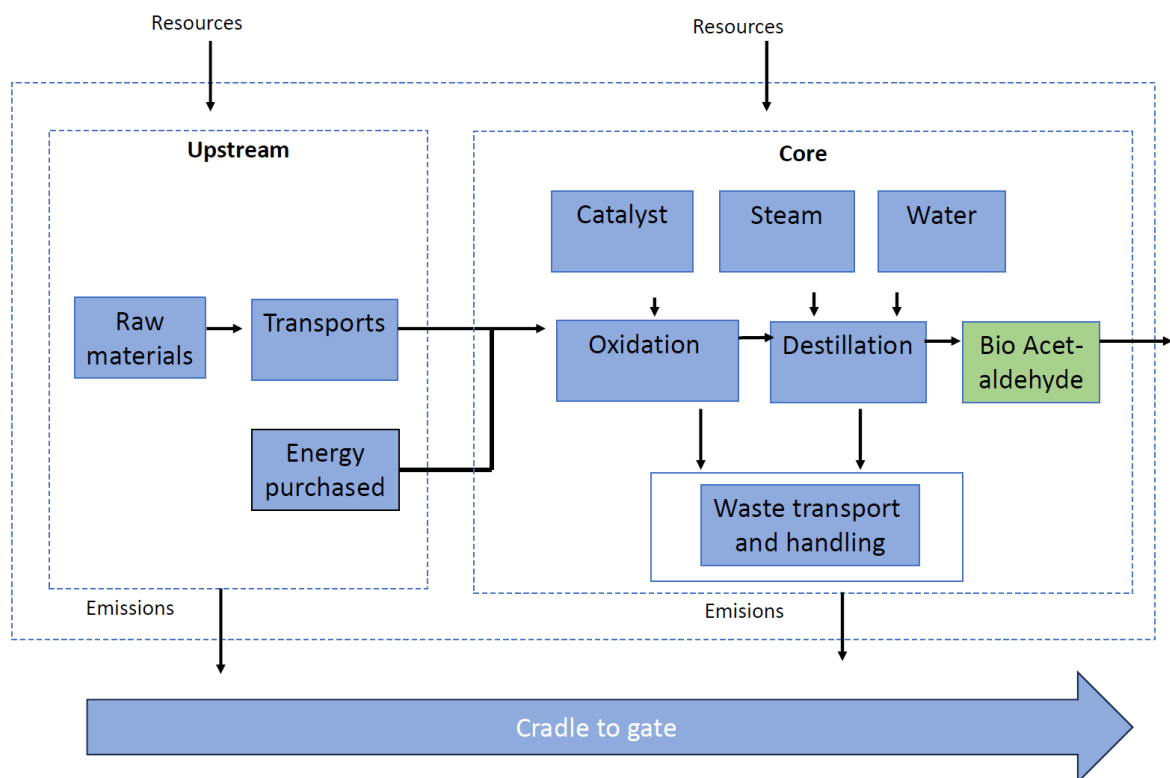 Resources
Resources
Upstream
Core
Catalyst
Steam
Water
Raw
materials
Transports
Oxidation
Destillation
Bio Acet-
aldehyde
Energy
purchased
Waste transport
and handling
Emissions
Emisions
Cradle to gate